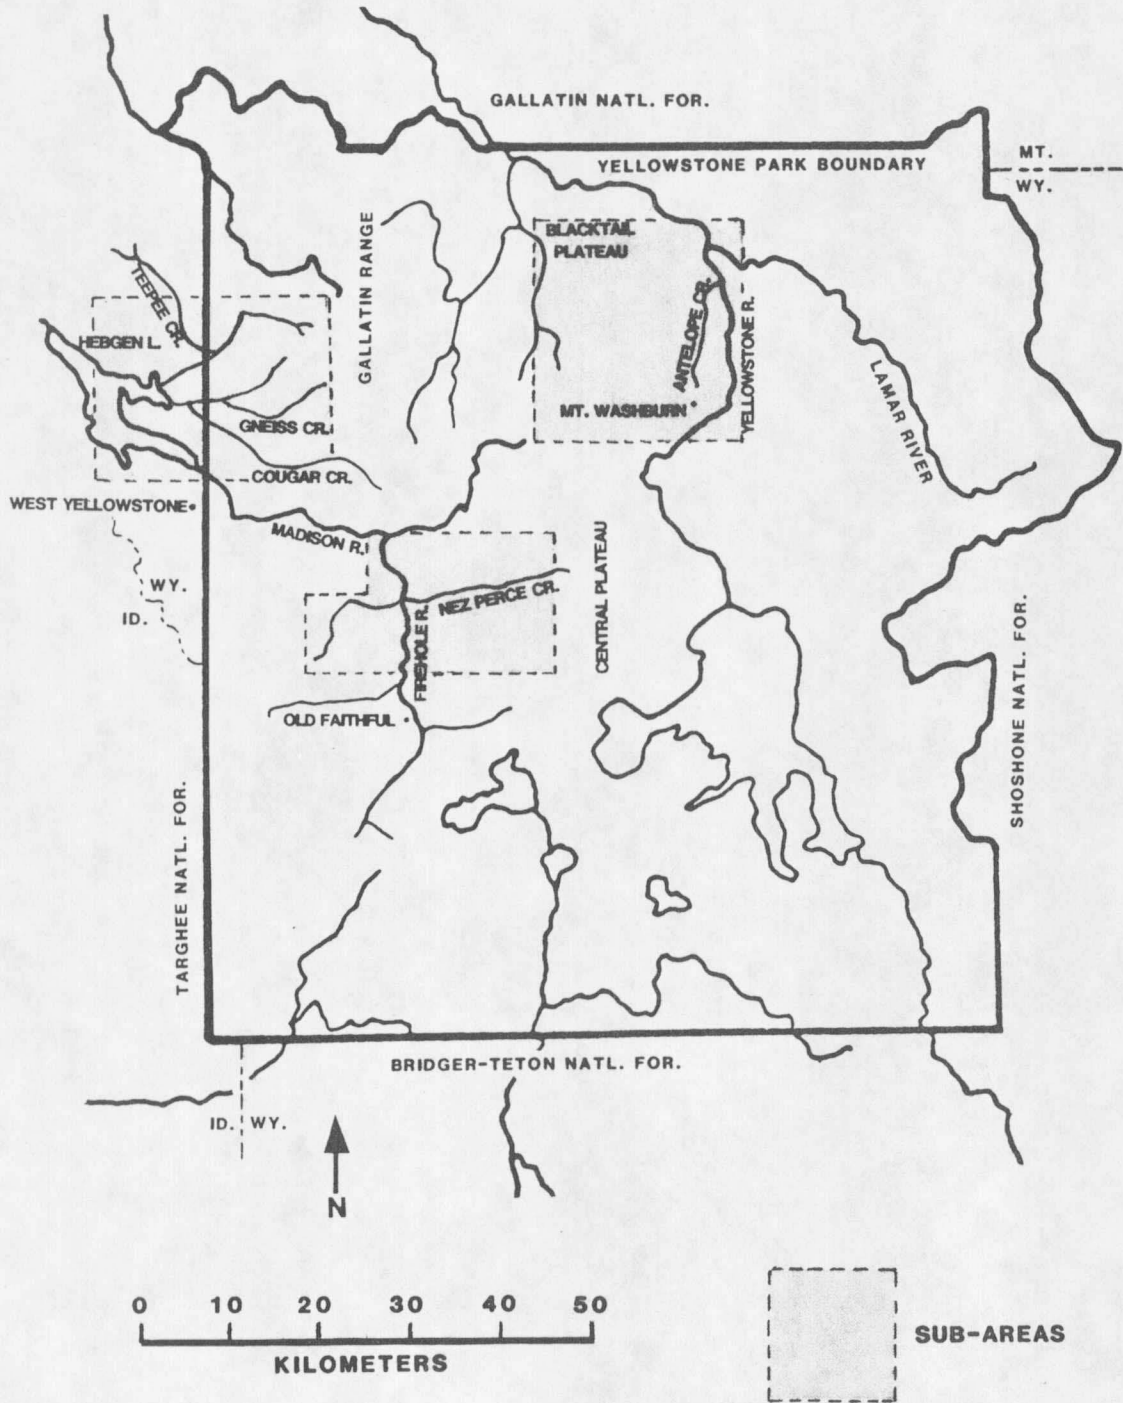 GALLATIN NATL. FOR.
YELLOWSTONE PARK BOUNDARY
MT.
WY.
GALLATIN RANGE
BLACKTAIL
PLATEAU
TEEPEE CR.
HEBGEN L.
ANTELOPE CR.
YELLOWSTONE R.
LAMAR RIVER
MT. WASHBURN
GNEISS CR.
COUGAR CR.
WEST YELLOWSTONE
MADISON R.
WY.
ID.
NEZ PERCE CR.
FIREHOLE R.
CENTRAL PLATEAU
OLD FAITHFUL
SHOSHONE NATL. FOR.
TARGHEE NATL. FOR.
BRIDGER-TETON NATL. FOR.
ID. WY.
N
0 10 20 30 40 50
KILOMETERS
SUB-AREAS